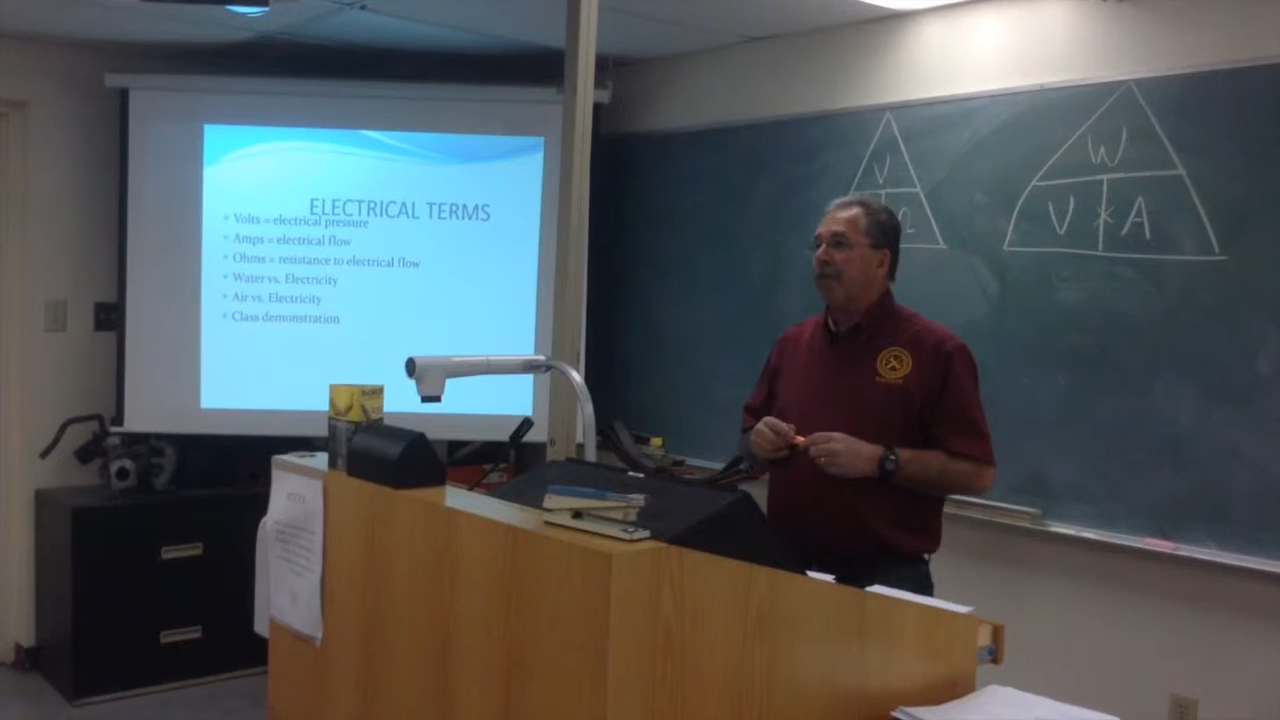 ELECTRICAL TERMS
* Volts = electrical pressure
* Amps = electrical flow
* Ohms = resistance to electrical flow
* Water vs. Electricity
* Air vs. Electricity
* Class demonstration
V
Ω
W
V × A